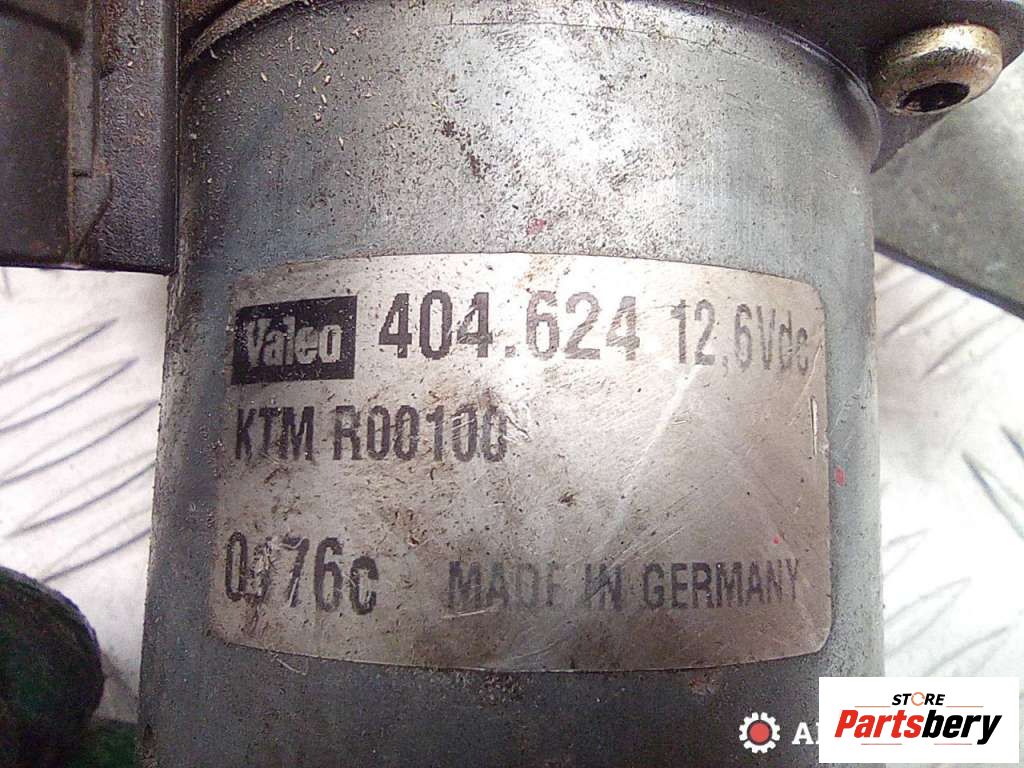 Valeo 404.624 12,6Vdc
KTM R00100
MADE IN GERMANY
STORE
Partsbery